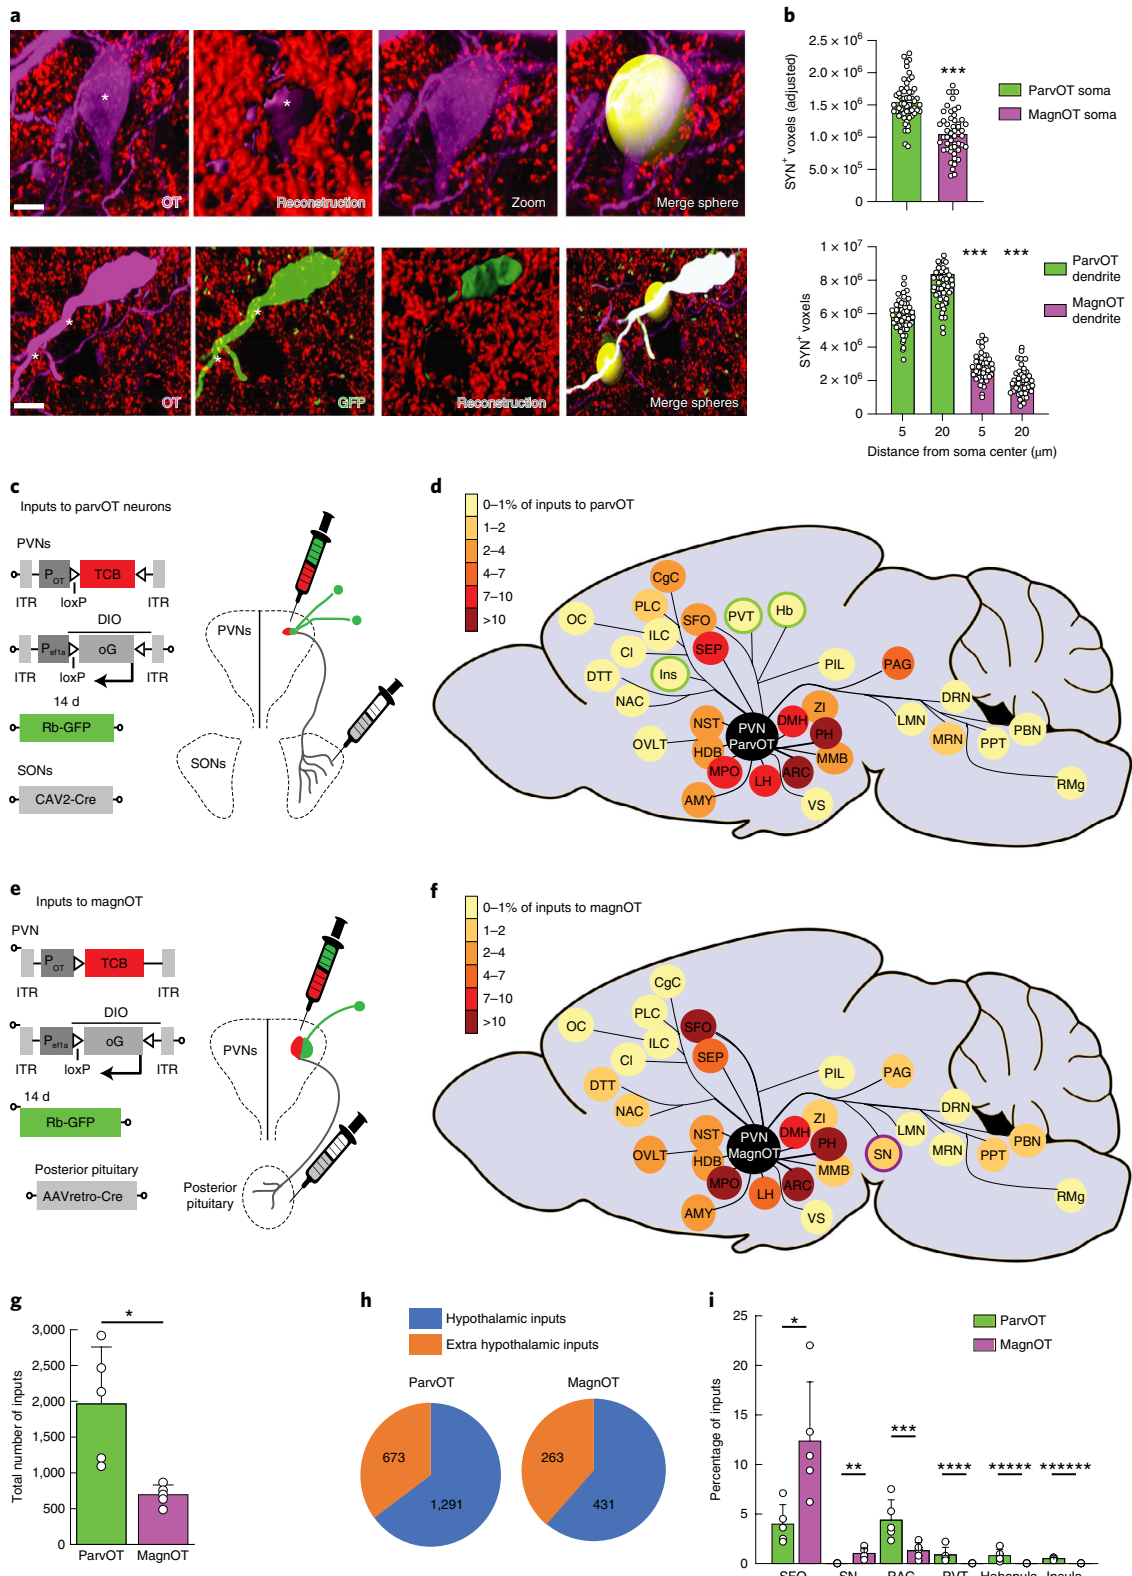 a
OT
Reconstruction
Zoom
Merge sphere
OT
GFP
Reconstruction
Merge spheres
b
SYN+ voxels (adjusted)
2.5 × 10⁶
2.0 × 10⁶
1.5 × 10⁶
1.0 × 10⁶
5.0 × 10⁵
0
***
ParvOT soma
MagnOT soma
SYN+ voxels
1 × 10⁷
8 × 10⁶
6 × 10⁶
4 × 10⁶
2 × 10⁶
0
*** ***
ParvOT
dendrite
MagnOT
dendrite
5 20 5 20
Distance from soma center (μm)
c
Inputs to parvOT neurons
PVNs
POT TCB
ITR loxP ITR
DIO
Pef1a oG
ITR loxP ITR
14 d
Rb-GFP
SONs
CAV2-Cre
PVNs
SONs
d
0–1% of inputs to parvOT
1–2
2–4
4–7
7–10
>10
CgC
PLC
SFO
PVT
Hb
OC
ILC
SEP
CI
PIL
PAG
DTT
Ins
NAC
DRN
ZI
LMN
NST
PVN
ParvOT
DMH
PH
MRN
PPT
PBN
OVLT
HDB
MMB
MPO
LH
ARC
RMg
AMY
VS
e
Inputs to magnOT
PVN
POT TCB
ITR ITR
DIO
Pef1a oG
ITR loxP ITR
14 d
Rb-GFP
Posterior pituitary
AAVretro-Cre
PVNs
Posterior
pituitary
f
0–1% of inputs to magnOT
1–2
2–4
4–7
7–10
>10
CgC
PLC
SFO
OC
ILC
SEP
CI
PIL
PAG
DTT
NAC
DRN
ZI
LMN
NST
PVN
MagnOT
DMH
PH
SN
MRN
PPT
PBN
OVLT
HDB
MMB
MPO
LH
ARC
RMg
AMY
VS
g
*
Total number of inputs
3,000
2,500
2,000
1,500
1,000
500
0
ParvOT MagnOT
h
Hypothalamic inputs
Extra hypothalamic inputs
ParvOT MagnOT
673
1,291
263
431
i
Percentage of inputs
25
20
15
10
5
0
ParvOT
MagnOT
*
**
***
****
*****
******
SFO SN PAG PVT Habenula Insula